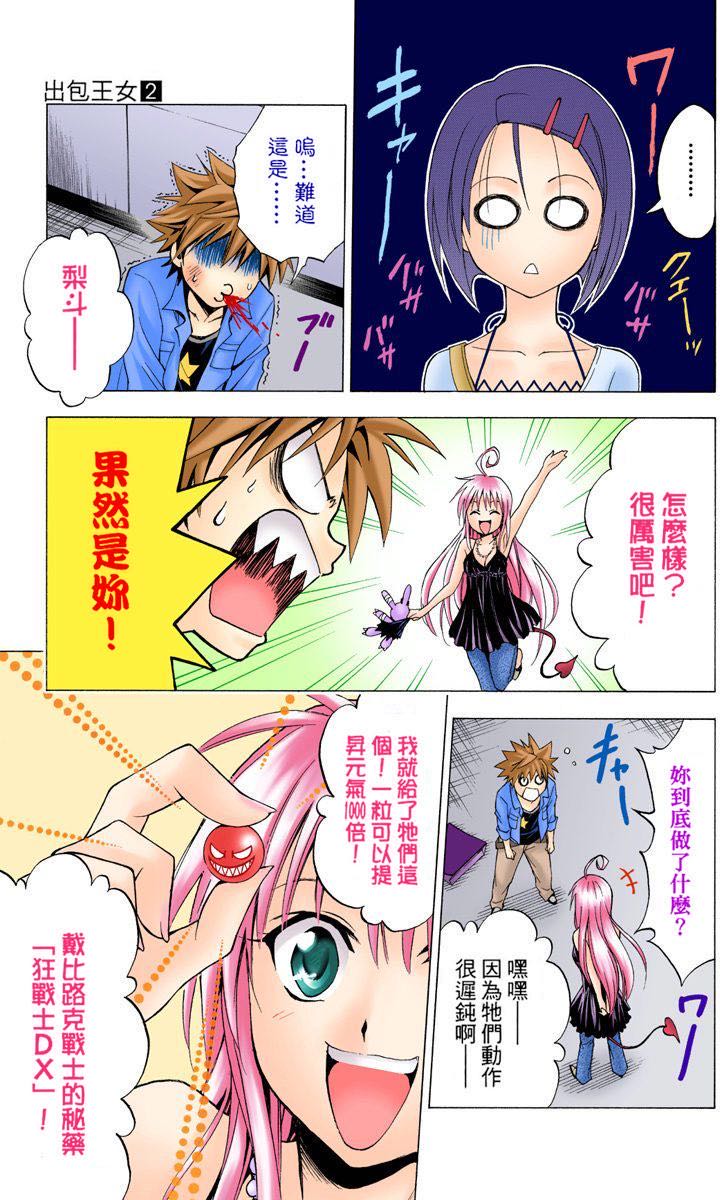 出包王女2
………
ワー
キャー
クェーッ
バサ
バサ
バサ
バサ
嗚…難道
這是……
ブー
梨斗——
怎麼樣？
很厲害吧！
果然是妳！
妳到底做了什麼？
キャー
ワー
嘿嘿——
因為牠們動作
很遲鈍啊——
我就給了牠們這
個！一粒可以提
昇元氣1000倍！
戴比路克戰士的秘藥
「狂戰士DX」！